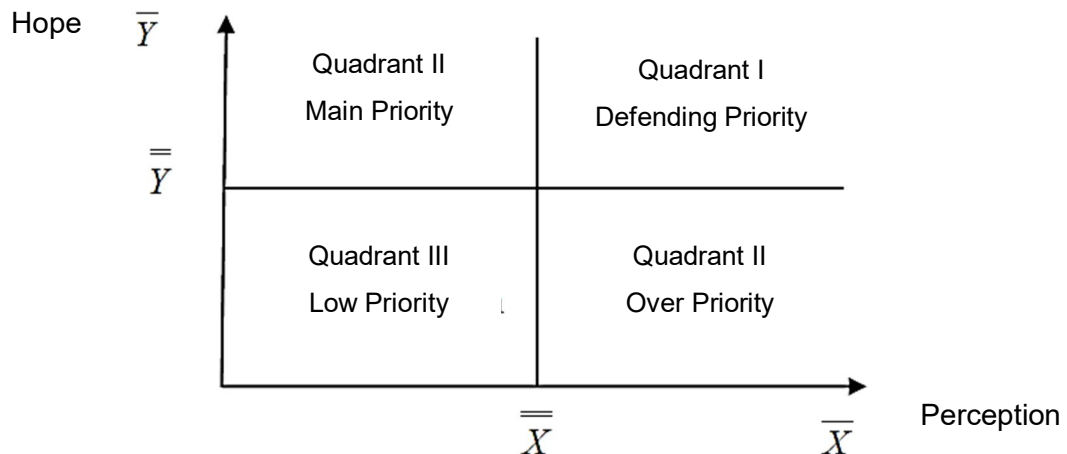 Hope
Y̅
Quadrant II
Main Priority
Quadrant I
Defending Priority
Y̿
Quadrant III
Low Priority
Quadrant II
Over Priority
X̿
X̅
Perception